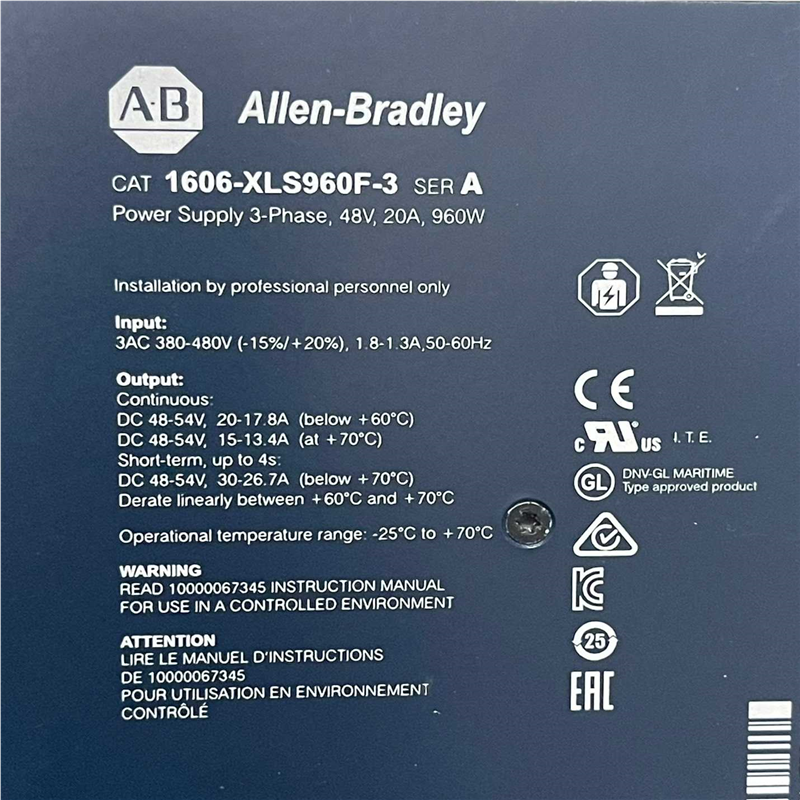 A·B Allen-Bradley
CAT 1606-XLS960F-3 SER A
Power Supply 3-Phase, 48V, 20A, 960W
Installation by professional personnel only
Input:
3AC 380-480V (-15%/+20%), 1.8-1.3A,50-60Hz
Output:
Continuous:
DC 48-54V, 20-17.8A (below +60°C)
DC 48-54V, 15-13.4A (at +70°C)
Short-term, up to 4s:
DC 48-54V, 30-26.7A (below +70°C)
Derate linearly between +60°C and +70°C
Operational temperature range: -25°C to +70°C
WARNING
READ 10000067345 INSTRUCTION MANUAL
FOR USE IN A CONTROLLED ENVIRONMENT
ATTENTION
LIRE LE MANUEL D'INSTRUCTIONS
DE 10000067345
POUR UTILISATION EN ENVIRONNEMENT
CONTRÔLÉ
CE
c RU US I.T.E.
GL DNV-GL MARITIME
Type approved product
KC
25
EAC